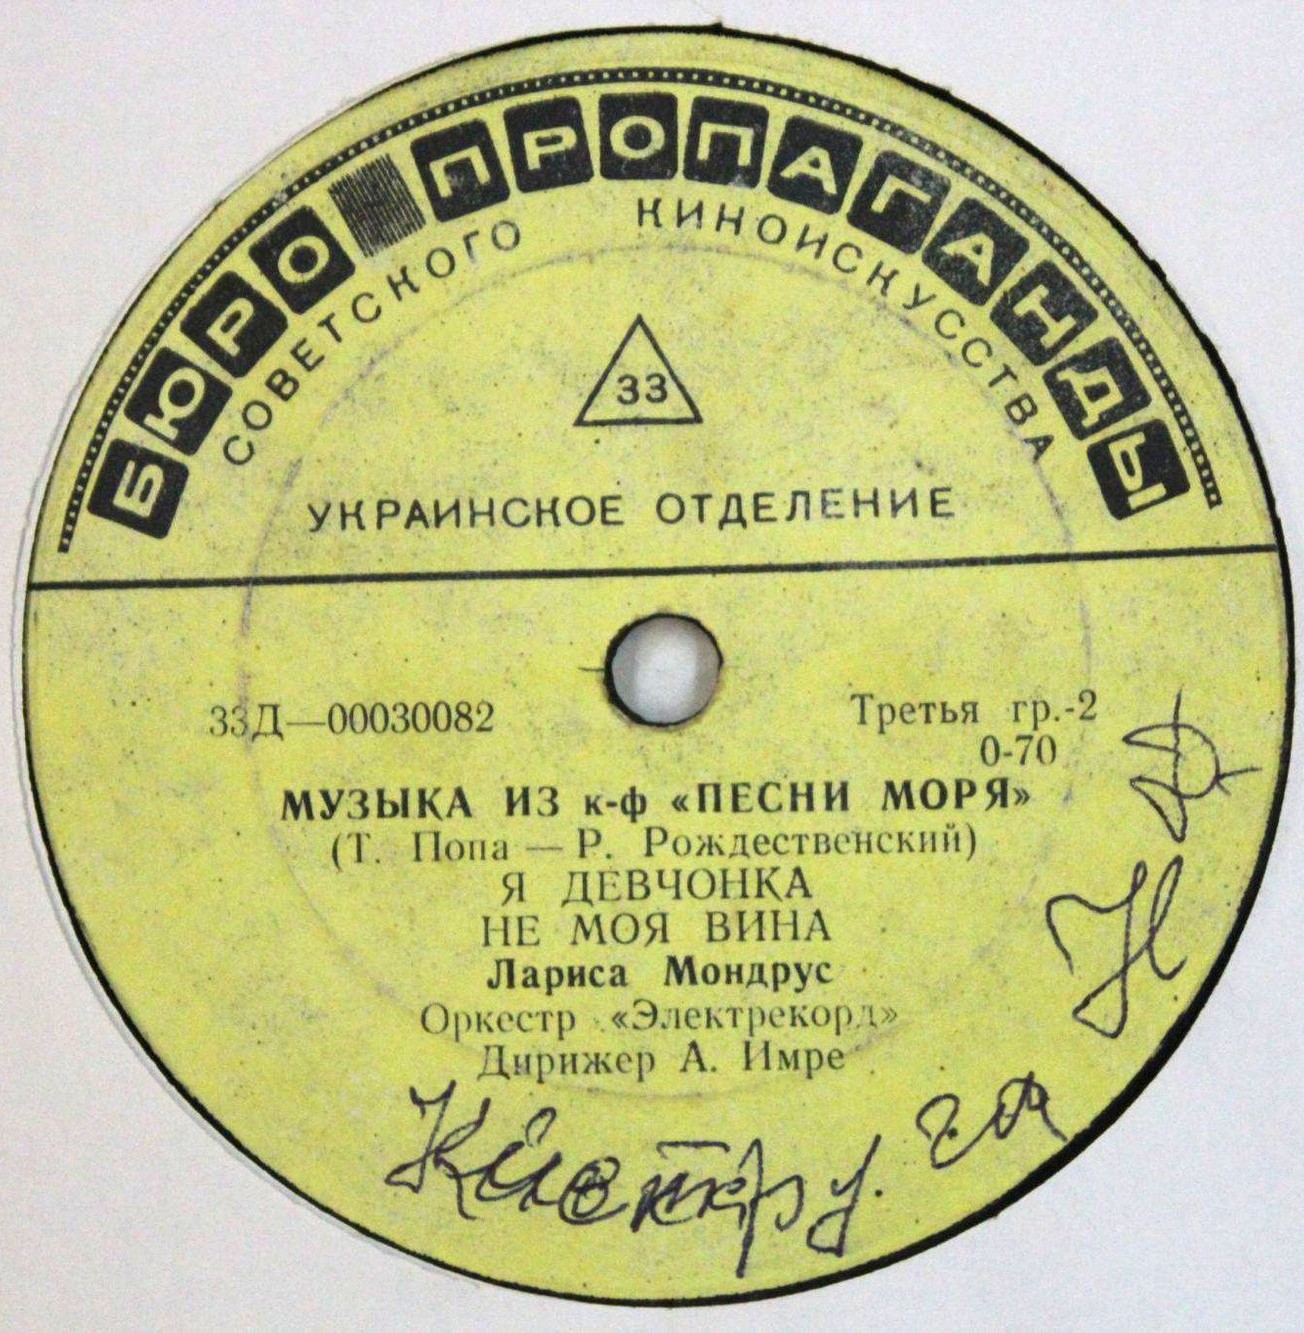 БЮРО ПРОПАГАНДЫ
СОВЕТСКОГО КИНОИСКУССТВА
33
УКРАИНСКОЕ ОТДЕЛЕНИЕ
33Д—00030082
Третья гр.-2
0-70
МУЗЫКА ИЗ к-ф «ПЕСНИ МОРЯ»
(Т. Попа — Р. Рождественский)
Я ДЕВЧОНКА
НЕ МОЯ ВИНА
Лариса Мондрус
Оркестр «Электрекорд»
Дирижер А. Имре